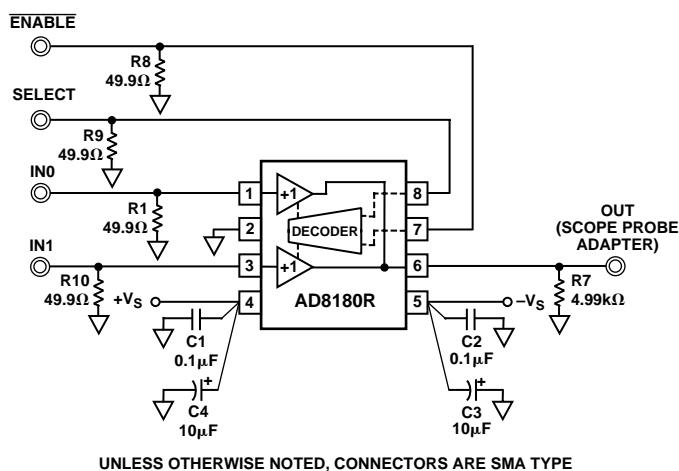 ENABLE
R8
49.9Ω
SELECT
R9
49.9Ω
IN0
R1
49.9Ω
IN1
R10
49.9Ω
1
2
3
4
+1
+1
DECODER
AD8180R
8
7
6
5
OUT
(SCOPE PROBE
ADAPTER)
R7
4.99kΩ
+VS
C1
0.1μF
C4
10μF
+
–VS
C2
0.1μF
C3
10μF
+
UNLESS OTHERWISE NOTED, CONNECTORS ARE SMA TYPE